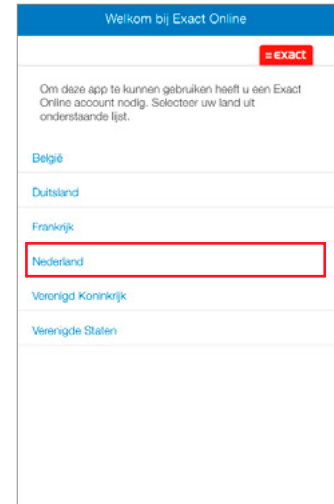 Welkom bij Exact Online
= exact
Om deze app te kunnen gebruiken heeft u een Exact
Online account nodig. Selecteer uw land uit
onderstaande lijst.
België
Duitsland
Frankrijk
Nederland
Verenigd Koninkrijk
Verenigde Staten